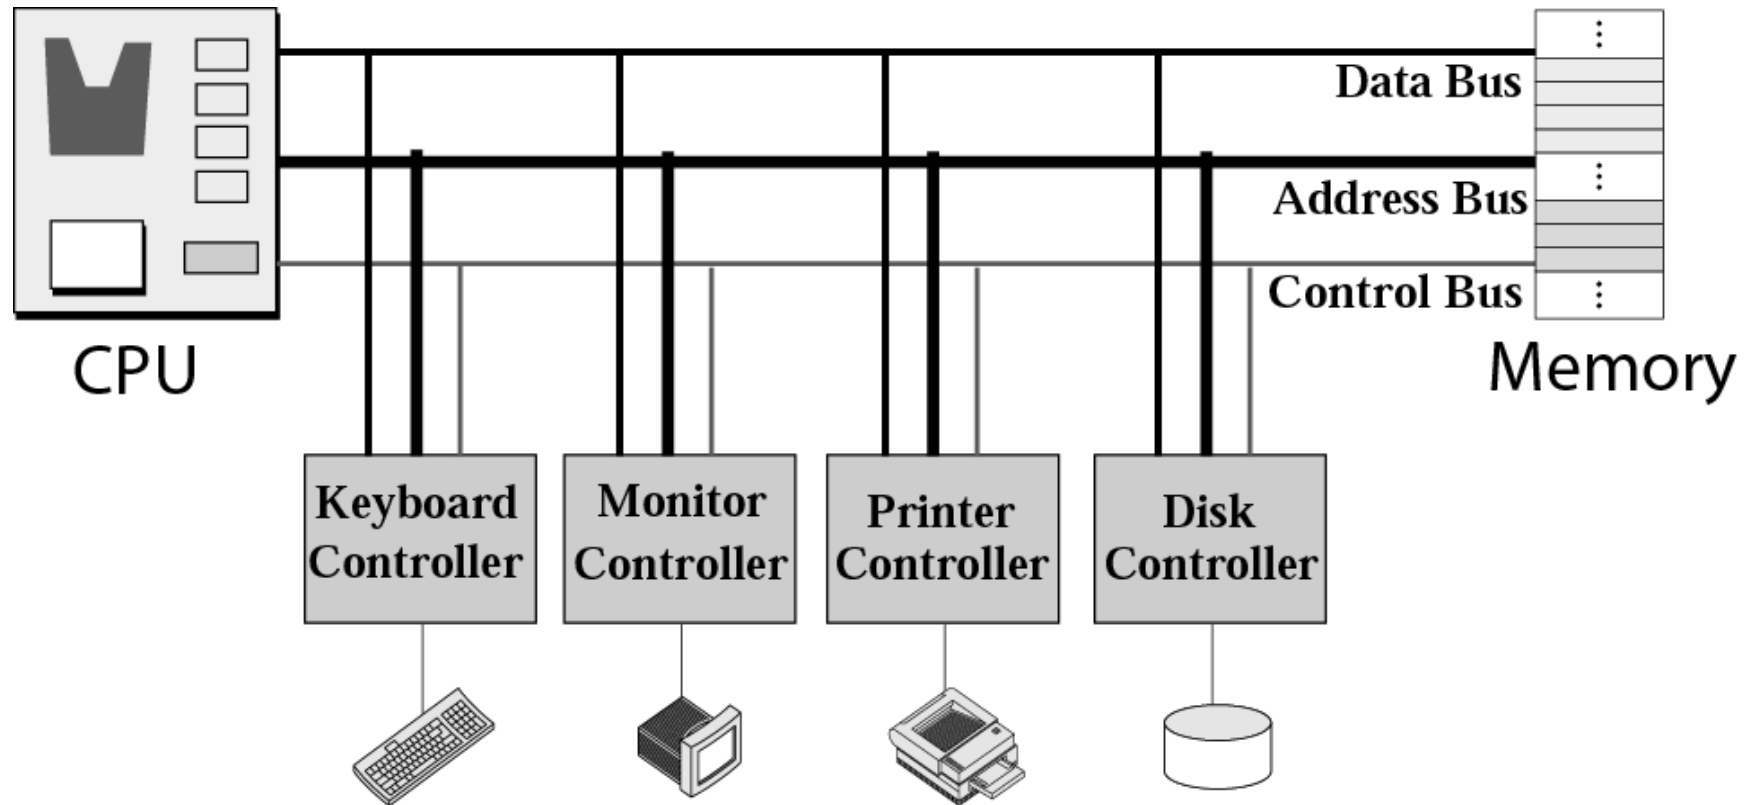 Data Bus
Address Bus
Control Bus
CPU
Memory
Keyboard
Controller
Monitor
Controller
Printer
Controller
Disk
Controller